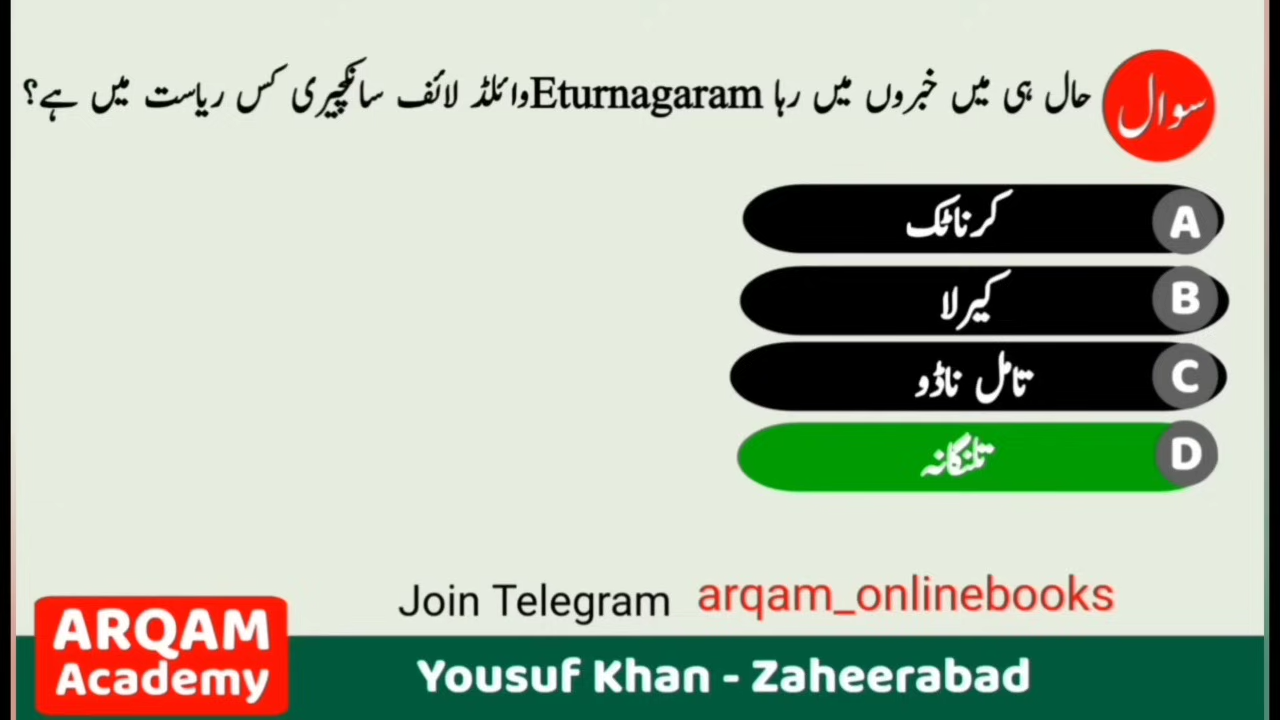 سوال
حال ہی میں خبروں میں رہا Eturnagaram وائلڈ لائف سانکچیری کس ریاست میں ہے؟
A کرناٹک
B کیرلا
C تامل ناڈو
D تلنگانہ
Join Telegram arqam_onlinebooks
ARQAM
Academy
Yousuf Khan - Zaheerabad